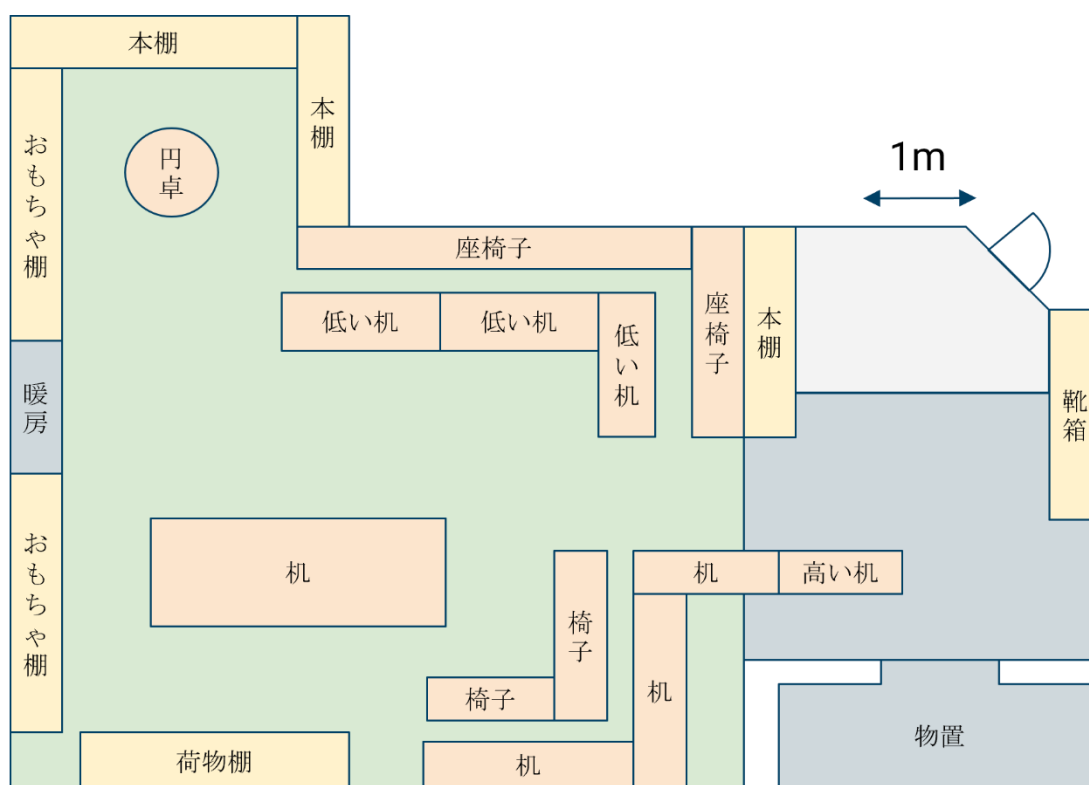 本棚
本棚
おもちゃ棚
円卓
1m
座椅子
座椅子
本棚
低い机
低い机
低い机
暖房
靴箱
おもちゃ棚
机
椅子
机
高い机
椅子
机
荷物棚
机
物置